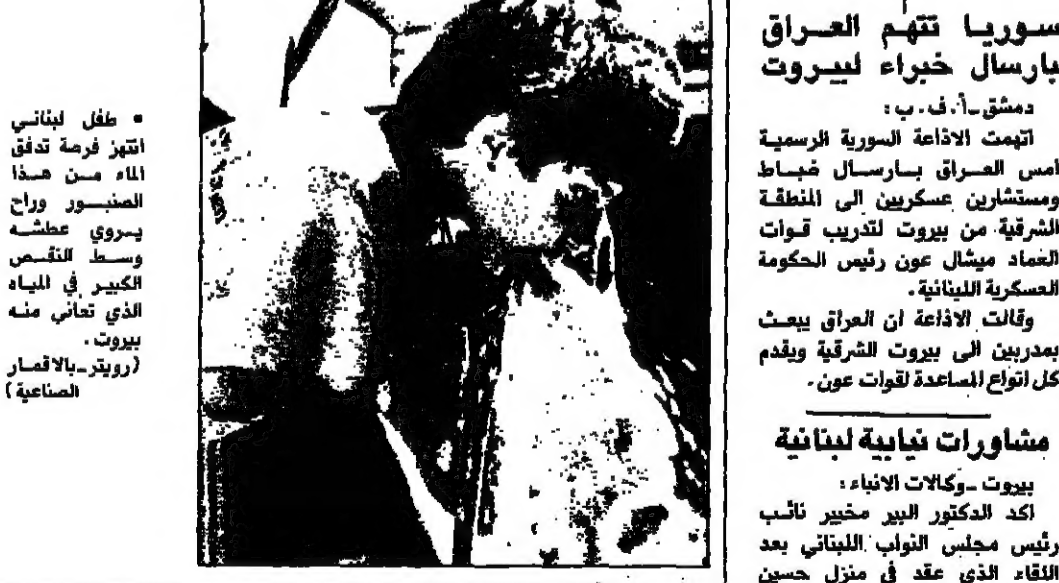 سوريا تتهم العراق
بارسال خبراء لبيروت
دمشق ـ أ. ف. ب :
اتهمت الاذاعة السورية الرسمية
امس العراق بارسال ضباط
ومستشارين عسكريين الى المنطقة
الشرقية من بيروت لتدريب قوات
العماد ميشال عون رئيس الحكومة
العسكرية اللبنانية .
وقالت الاذاعة ان العراق يبعث
بمدربين الى بيروت الشرقية ويقدم
كل انواع المساعدة لقوات عون .
مشاورات نيابية لبنانية
بيروت ـ وكالات الانباء :
اكد الدكتور البير مخيبر نائب
رئيس مجلس النواب اللبناني بعد
اللقاء الذي عقد في منزل حسين
▪ طفل لبناني
انتهز فرصة تدفق
الماء من هذا
الصنبور وراح
يروي عطشه
وسط النقص
الكبير في المياه
الذي تعاني منه
بيروت .
(رويتر ـ بالاقمار
الصناعية)